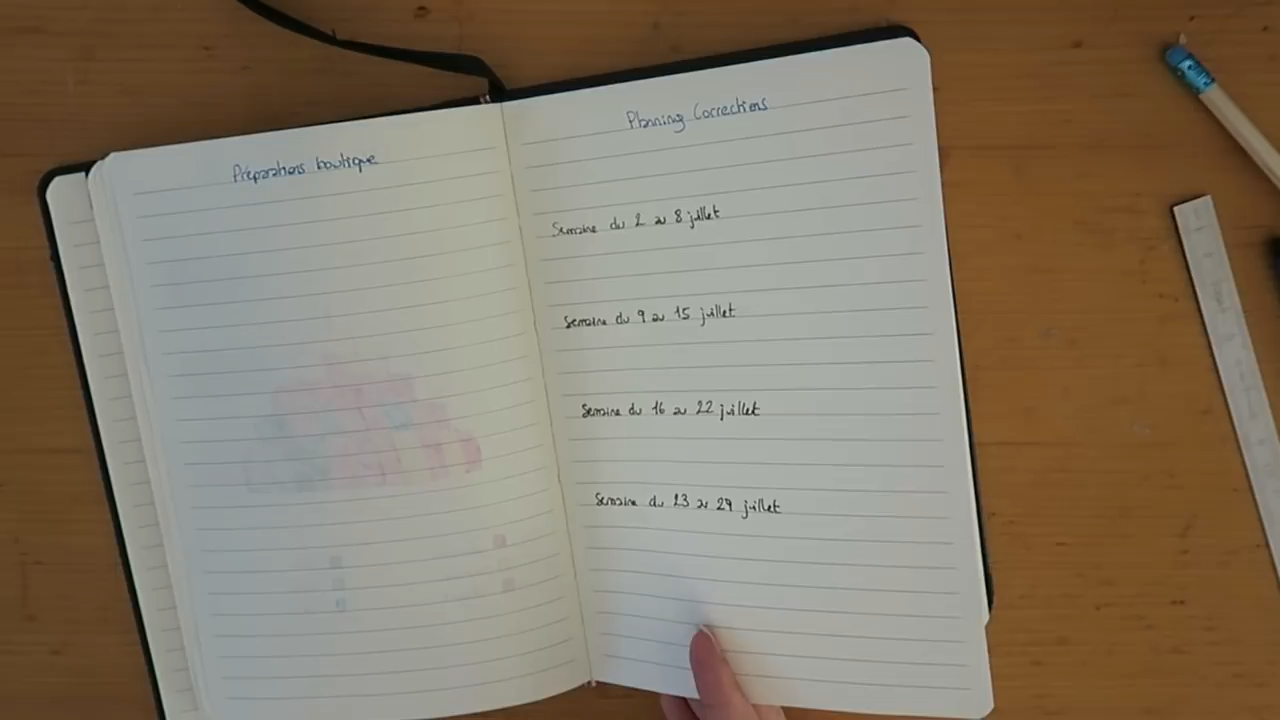 Préparations boutique
Planning Corrections
Semaine du 2 au 8 juillet
Semaine du 9 au 15 juillet
Semaine du 16 au 22 juillet
Semaine du 23 au 29 juillet